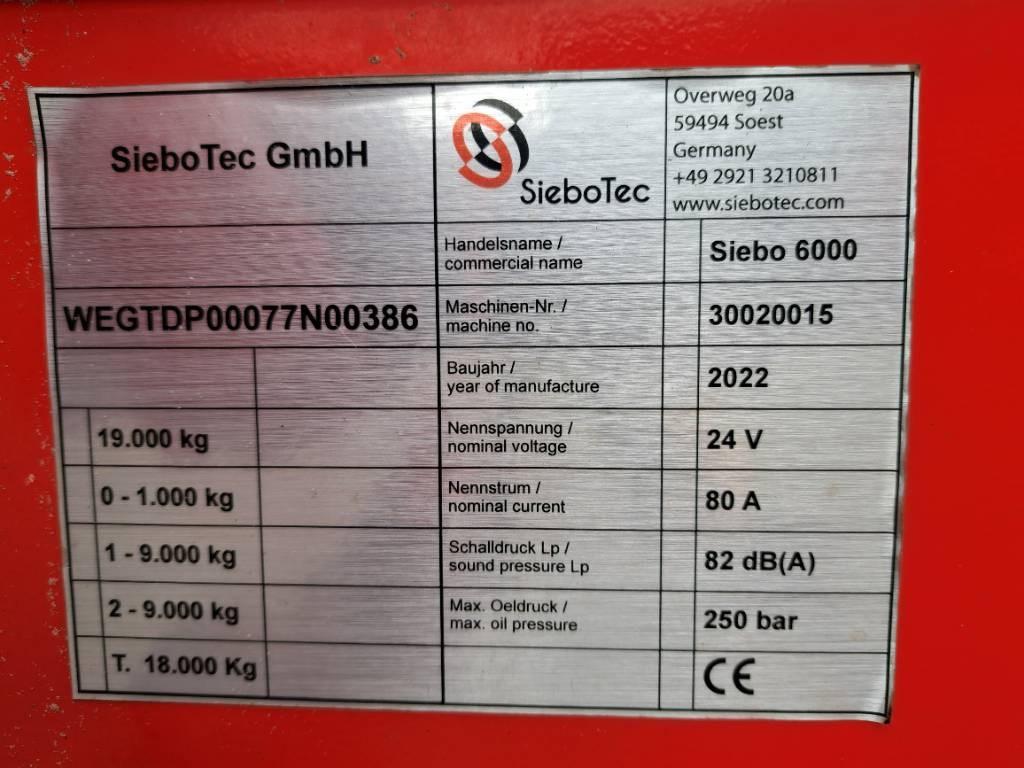 SieboTec GmbH
SieboTec
Overweg 20a
59494 Soest
Germany
+49 2921 3210811
www.siebotec.com
Handelsname /
commercial name
Siebo 6000
WEGTDP00077N00386
Maschinen-Nr. /
machine no.
30020015
Baujahr /
year of manufacture
2022
19.000 kg
Nennspannung /
nominal voltage
24 V
0 - 1.000 kg
Nennstrum /
nominal current
80 A
1 - 9.000 kg
Schalldruck Lp /
sound pressure Lp
82 dB(A)
2 - 9.000 kg
Max. Oeldruck /
max. oil pressure
250 bar
T. 18.000 Kg
CE